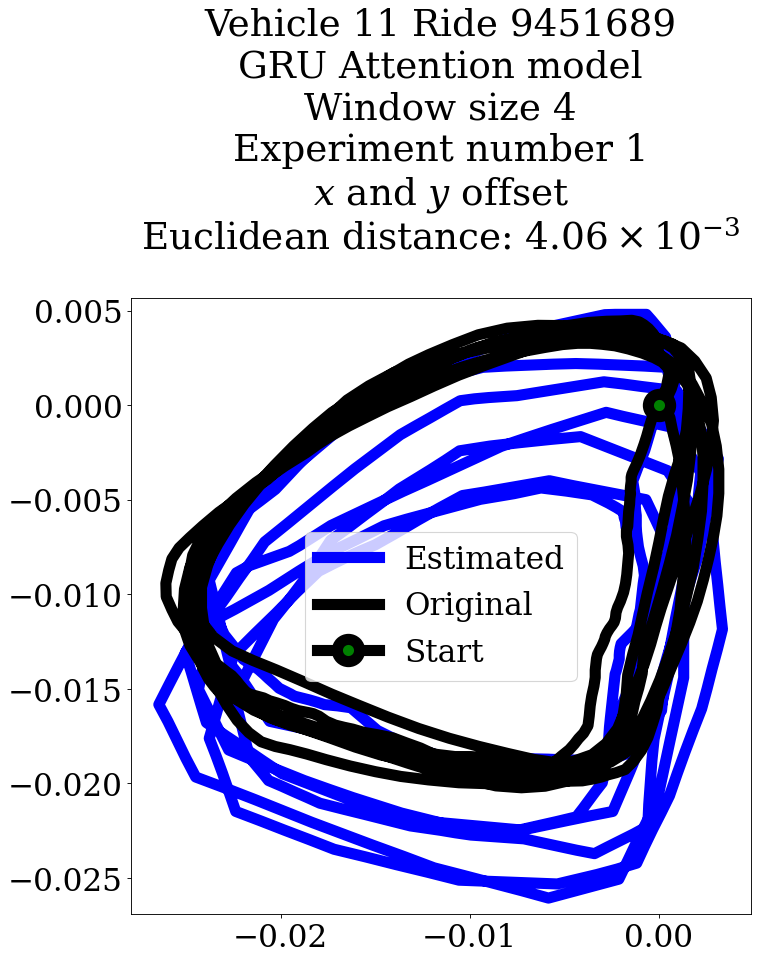 Vehicle 11 Ride 9451689
GRU Attention model
Window size 4
Experiment number 1
x and y offset
Euclidean distance: 4.06 × 10⁻³
0.005
0.000
−0.005
−0.010
−0.015
−0.020
−0.025
Estimated
Original
Start
−0.02 −0.01 0.00